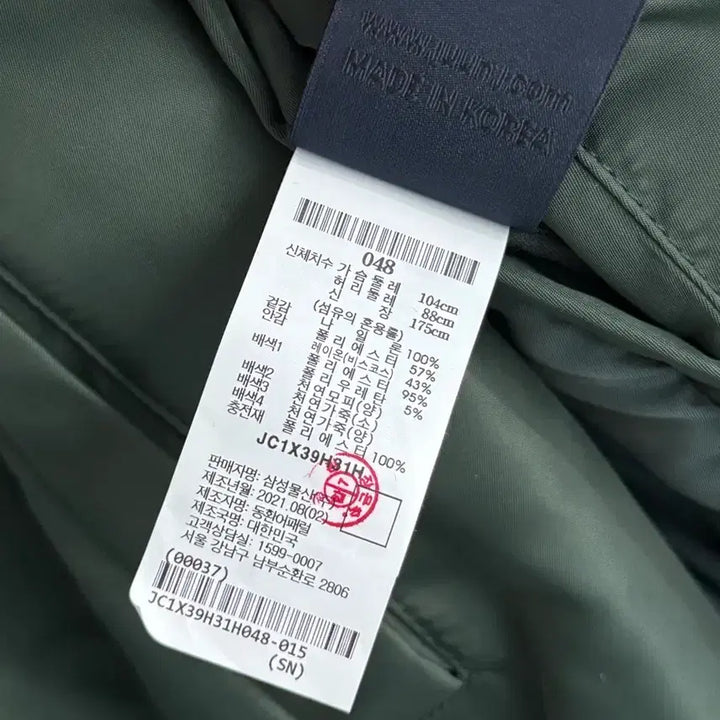 MADE IN KOREA
048
신체치수 가슴둘레 104cm
허리둘레 88cm
신장 175cm
(섬유의 혼용률)
겉감 나일론
안감 폴리에스터 100%
배색1 레이온(비스코스) 57%
폴리에스터 43%
배색2 폴리우레탄 95%
5%
배색3 천연모피(양)
배색4 천연가죽(소)
천연가죽(양)
충전재 폴리에스터 100%
JC1X39H31H
판매자명: 삼성물산(주)
제조년월: 2021.08(02)
제조자명: 동환어패럴
제조국명: 대한민국
고객상담실: 1599-0007
서울 강남구 남부순환로 2806
(00037)
JC1X39H31H048-015
(SN)